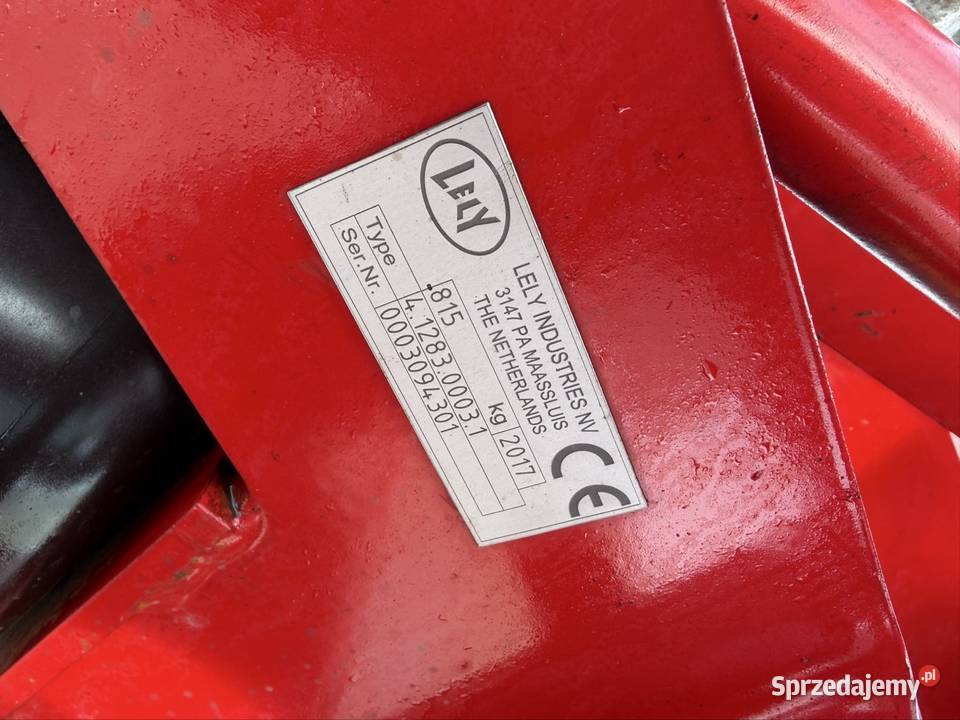 LELY
LELY INDUSTRIES NV
3147 PA MAASSLUIS
THE NETHERLANDS
CE
815 kg 2017
Type 4.1283.0003.1
Ser.Nr. 0003094301
Sprzedajemy.pl